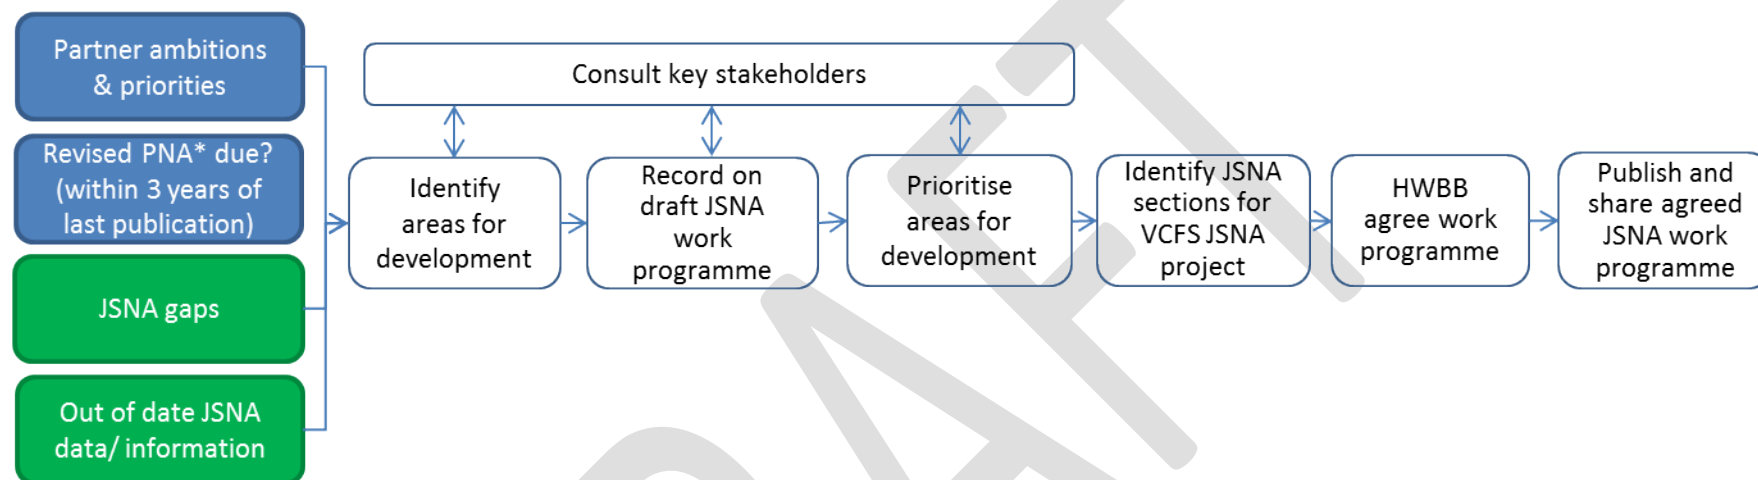 Partner ambitions
& priorities
Revised PNA* due?
(within 3 years of
last publication)
JSNA gaps
Out of date JSNA
data/ information
Consult key stakeholders
Identify
areas for
development
Record on
draft JSNA
work
programme
Prioritise
areas for
development
Identify JSNA
sections for
VCFS JSNA
project
HWBB
agree work
programme
Publish and
share agreed
JSNA work
programme
DRAFT